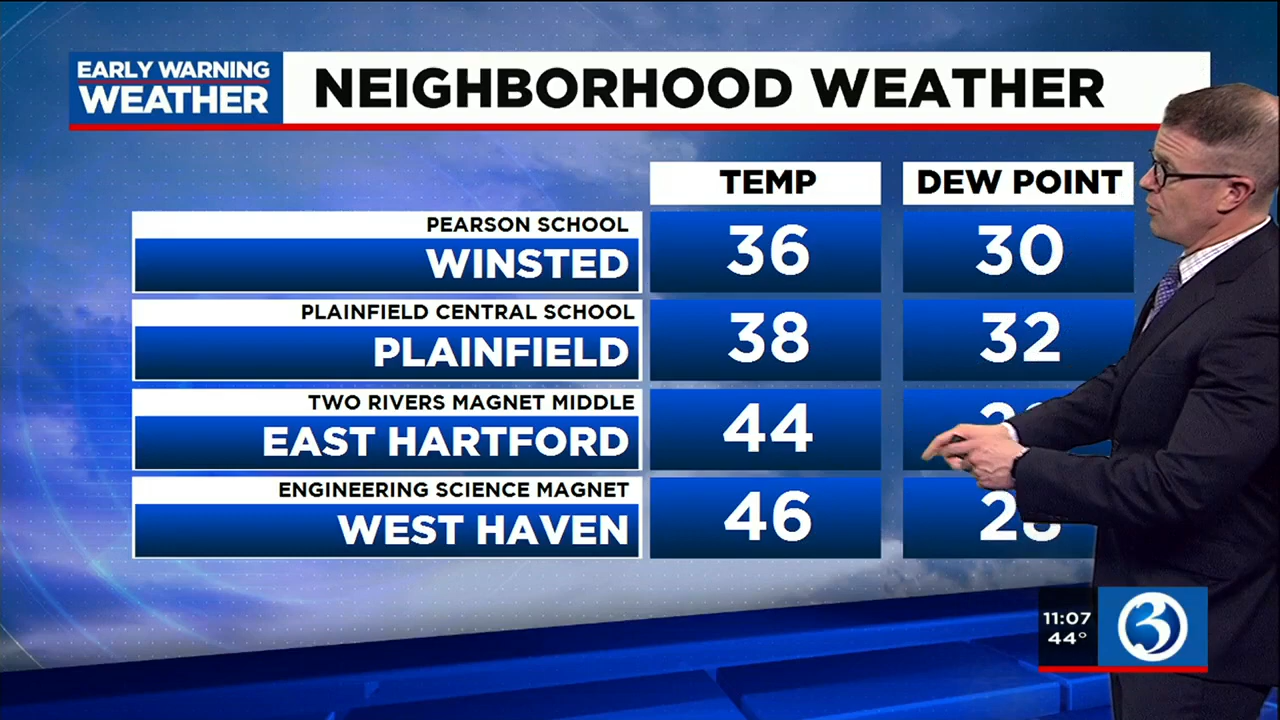 EARLY WARNING
WEATHER
NEIGHBORHOOD WEATHER
TEMP
DEW POINT
PEARSON SCHOOL
WINSTED
36
30
PLAINFIELD CENTRAL SCHOOL
PLAINFIELD
38
32
TWO RIVERS MAGNET MIDDLE
EAST HARTFORD
44
ENGINEERING SCIENCE MAGNET
WEST HAVEN
46
28
11:07
44°
3